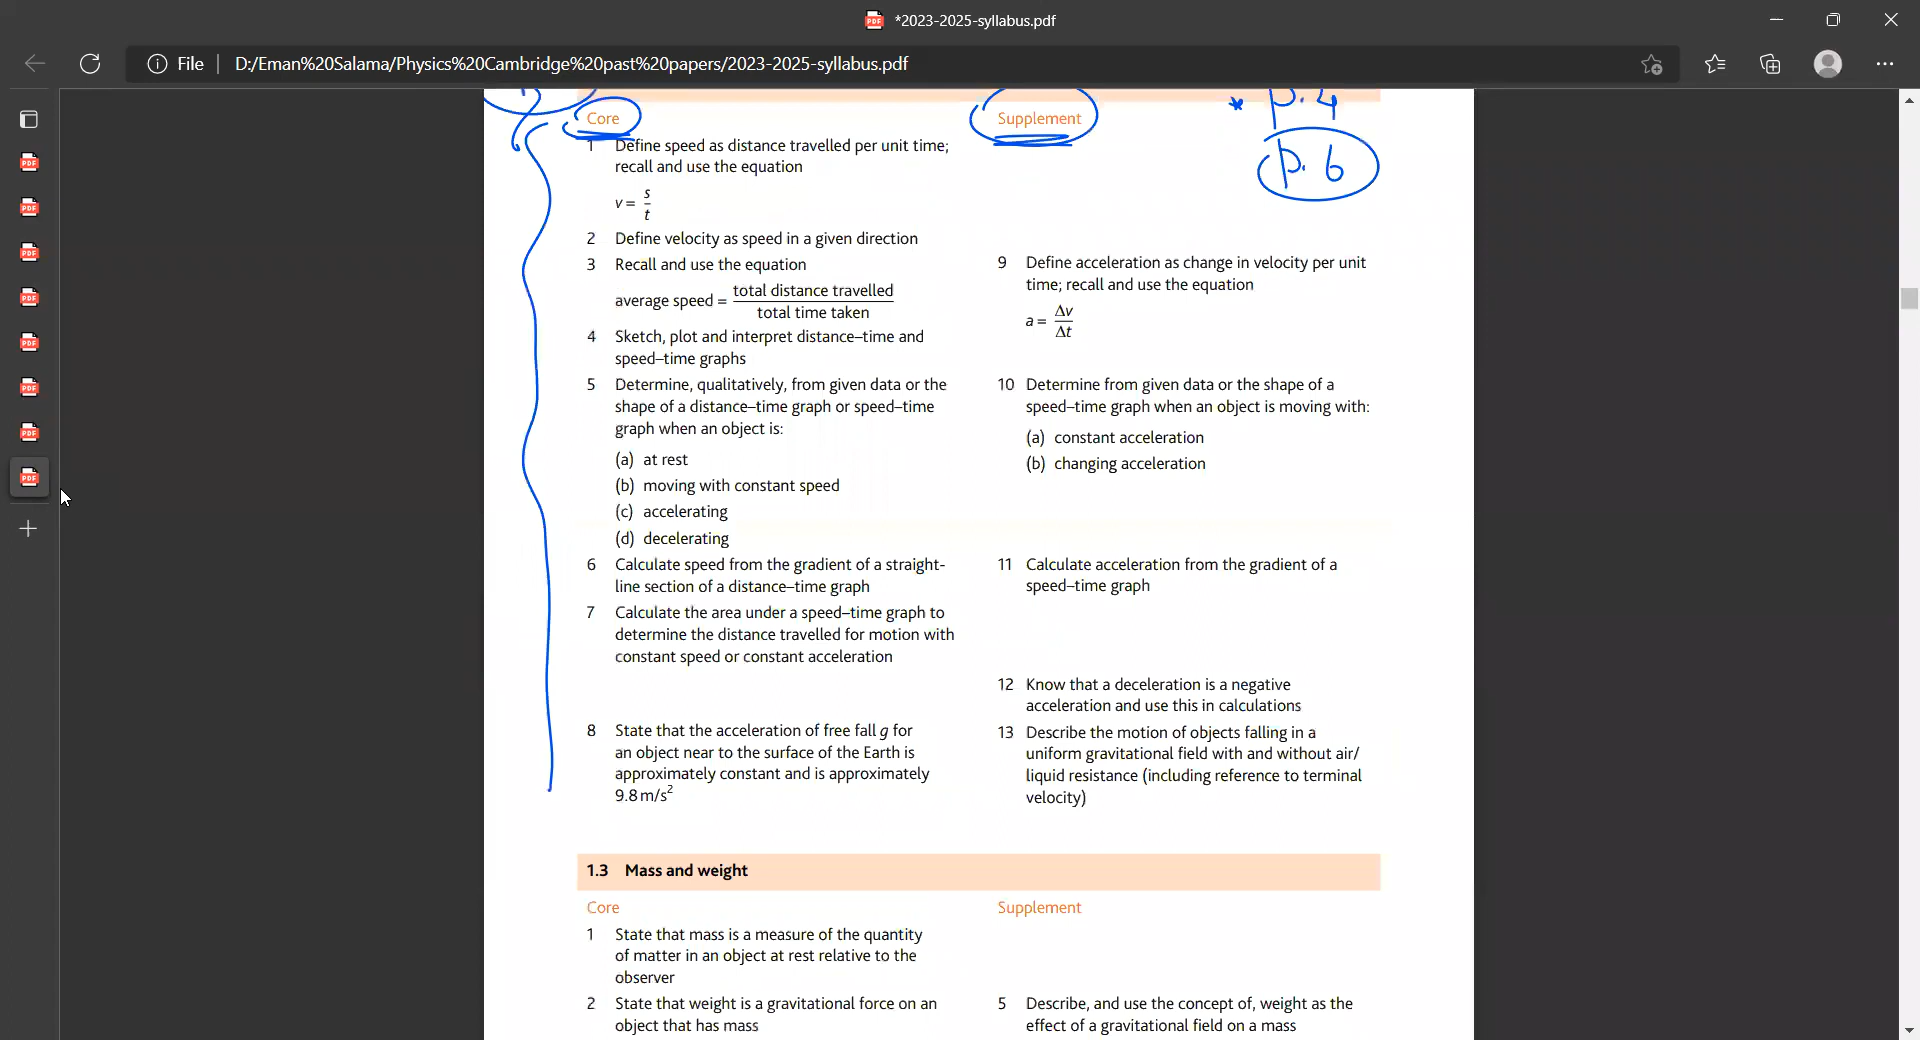 *2023-2025-syllabus.pdf
File
D:/Eman%20Salama/Physics%20Cambridge%20past%20papers/2023-2025-syllabus.pdf
* p. 4
p. 6
Core
1 Define speed as distance travelled per unit time;
recall and use the equation
v = s/t
2 Define velocity as speed in a given direction
3 Recall and use the equation
average speed = total distance travelled / total time taken
4 Sketch, plot and interpret distance–time and
speed–time graphs
5 Determine, qualitatively, from given data or the
shape of a distance–time graph or speed–time
graph when an object is:
(a) at rest
(b) moving with constant speed
(c) accelerating
(d) decelerating
6 Calculate speed from the gradient of a straight-
line section of a distance–time graph
7 Calculate the area under a speed–time graph to
determine the distance travelled for motion with
constant speed or constant acceleration
8 State that the acceleration of free fall g for
an object near to the surface of the Earth is
approximately constant and is approximately
9.8 m/s²
Supplement
9 Define acceleration as change in velocity per unit
time; recall and use the equation
a = Δv/Δt
10 Determine from given data or the shape of a
speed–time graph when an object is moving with:
(a) constant acceleration
(b) changing acceleration
11 Calculate acceleration from the gradient of a
speed–time graph
12 Know that a deceleration is a negative
acceleration and use this in calculations
13 Describe the motion of objects falling in a
uniform gravitational field with and without air/
liquid resistance (including reference to terminal
velocity)
1.3 Mass and weight
Core
1 State that mass is a measure of the quantity
of matter in an object at rest relative to the
observer
2 State that weight is a gravitational force on an
object that has mass
Supplement
5 Describe, and use the concept of, weight as the
effect of a gravitational field on a mass